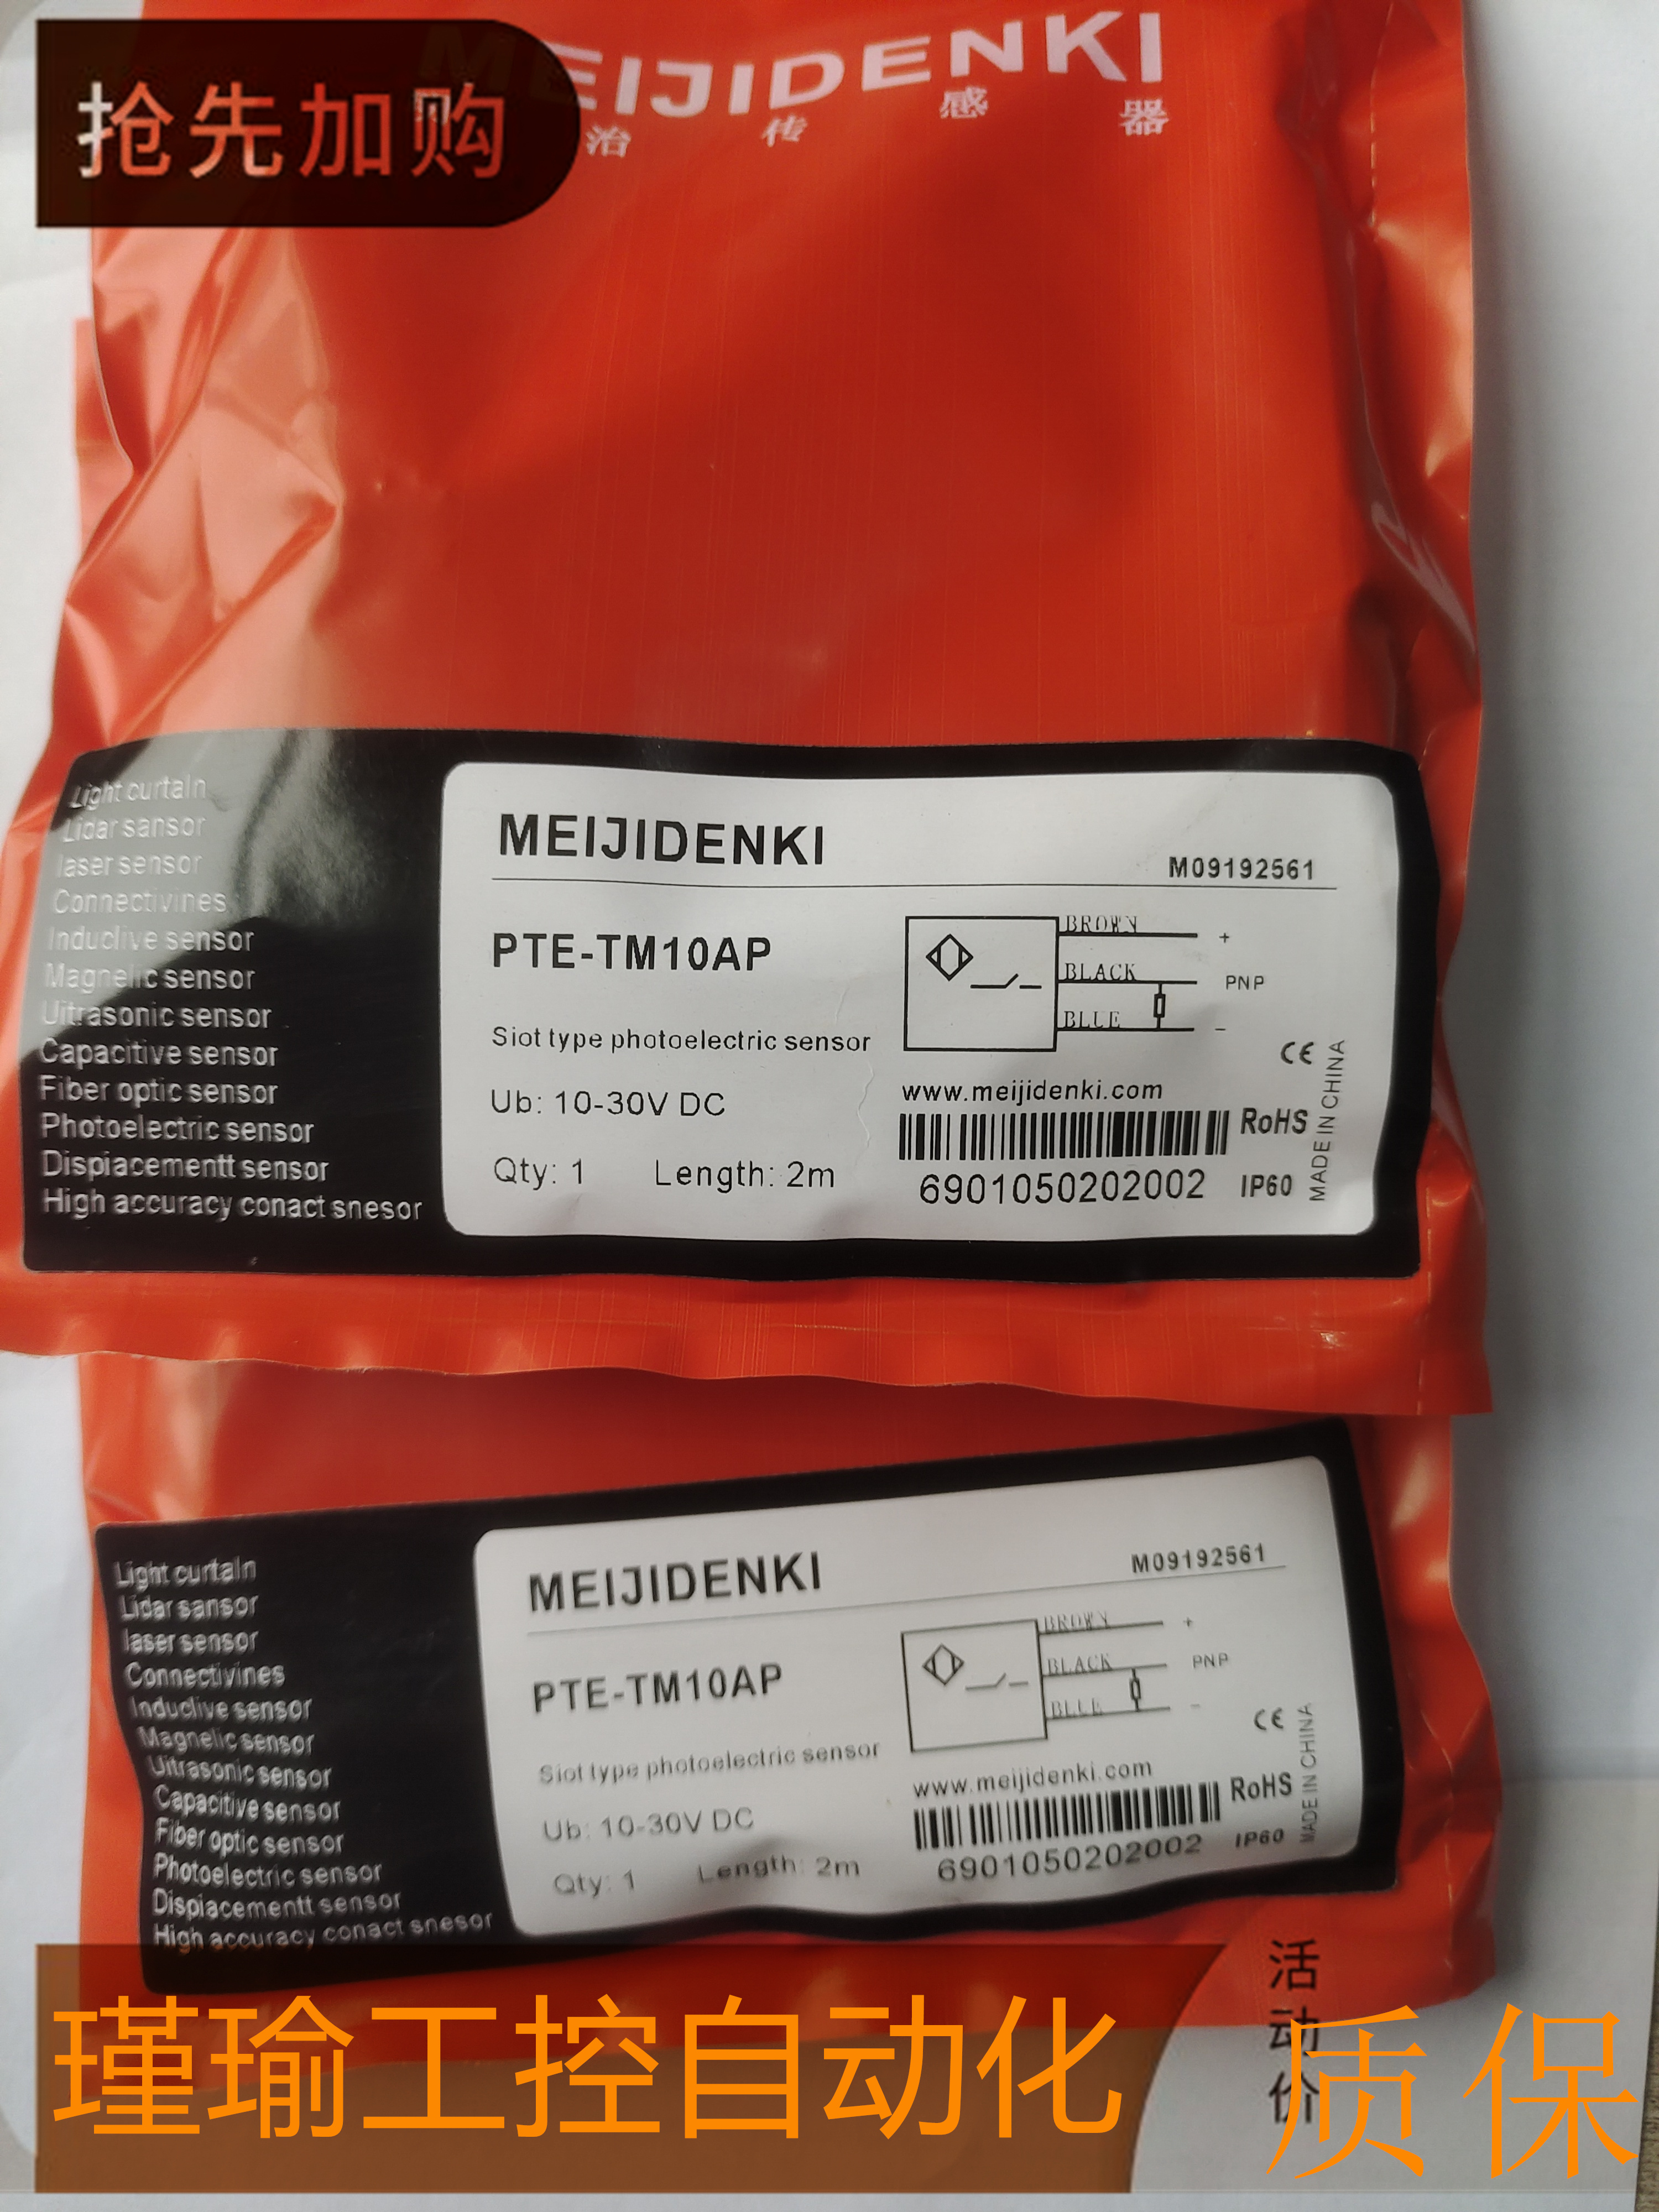 抢先加购
MEIJIDENKI
治传感器
Light curtain
Lidar sansor
laser sensor
Connectivines
Induclive sensor
Magnelic sensor
Uitrasonic sensor
Capacitive sensor
Fiber optic sensor
Photoelectric sensor
Dispiacementt sensor
High accuracy conact snesor
MEIJIDENKI
M09192561
PTE-TM10AP
BROWN +
BLACK PNP
BLUE -
Siot type photoelectric sensor
Ub: 10-30V DC
Qty: 1 Length: 2m
www.meijidenki.com
6901050202002
CE
RoHS
IP60
MADE IN CHINA
Light curtain
Lidar sansor
laser sensor
Connectivines
Induclive sensor
Magnelic sensor
Uitrasonic sensor
Capacitive sensor
Fiber optic sensor
Photoelectric sensor
Dispiacementt sensor
High accuracy conact snesor
MEIJIDENKI
M09192561
PTE-TM10AP
BROWN +
BLACK PNP
BLUE -
Siot type photoelectric sensor
Ub: 10-30V DC
Qty: 1 Length: 2m
www.meijidenki.com
6901050202002
CE
RoHS
IP60
MADE IN CHINA
瑾瑜工控自动化
活动价
质保